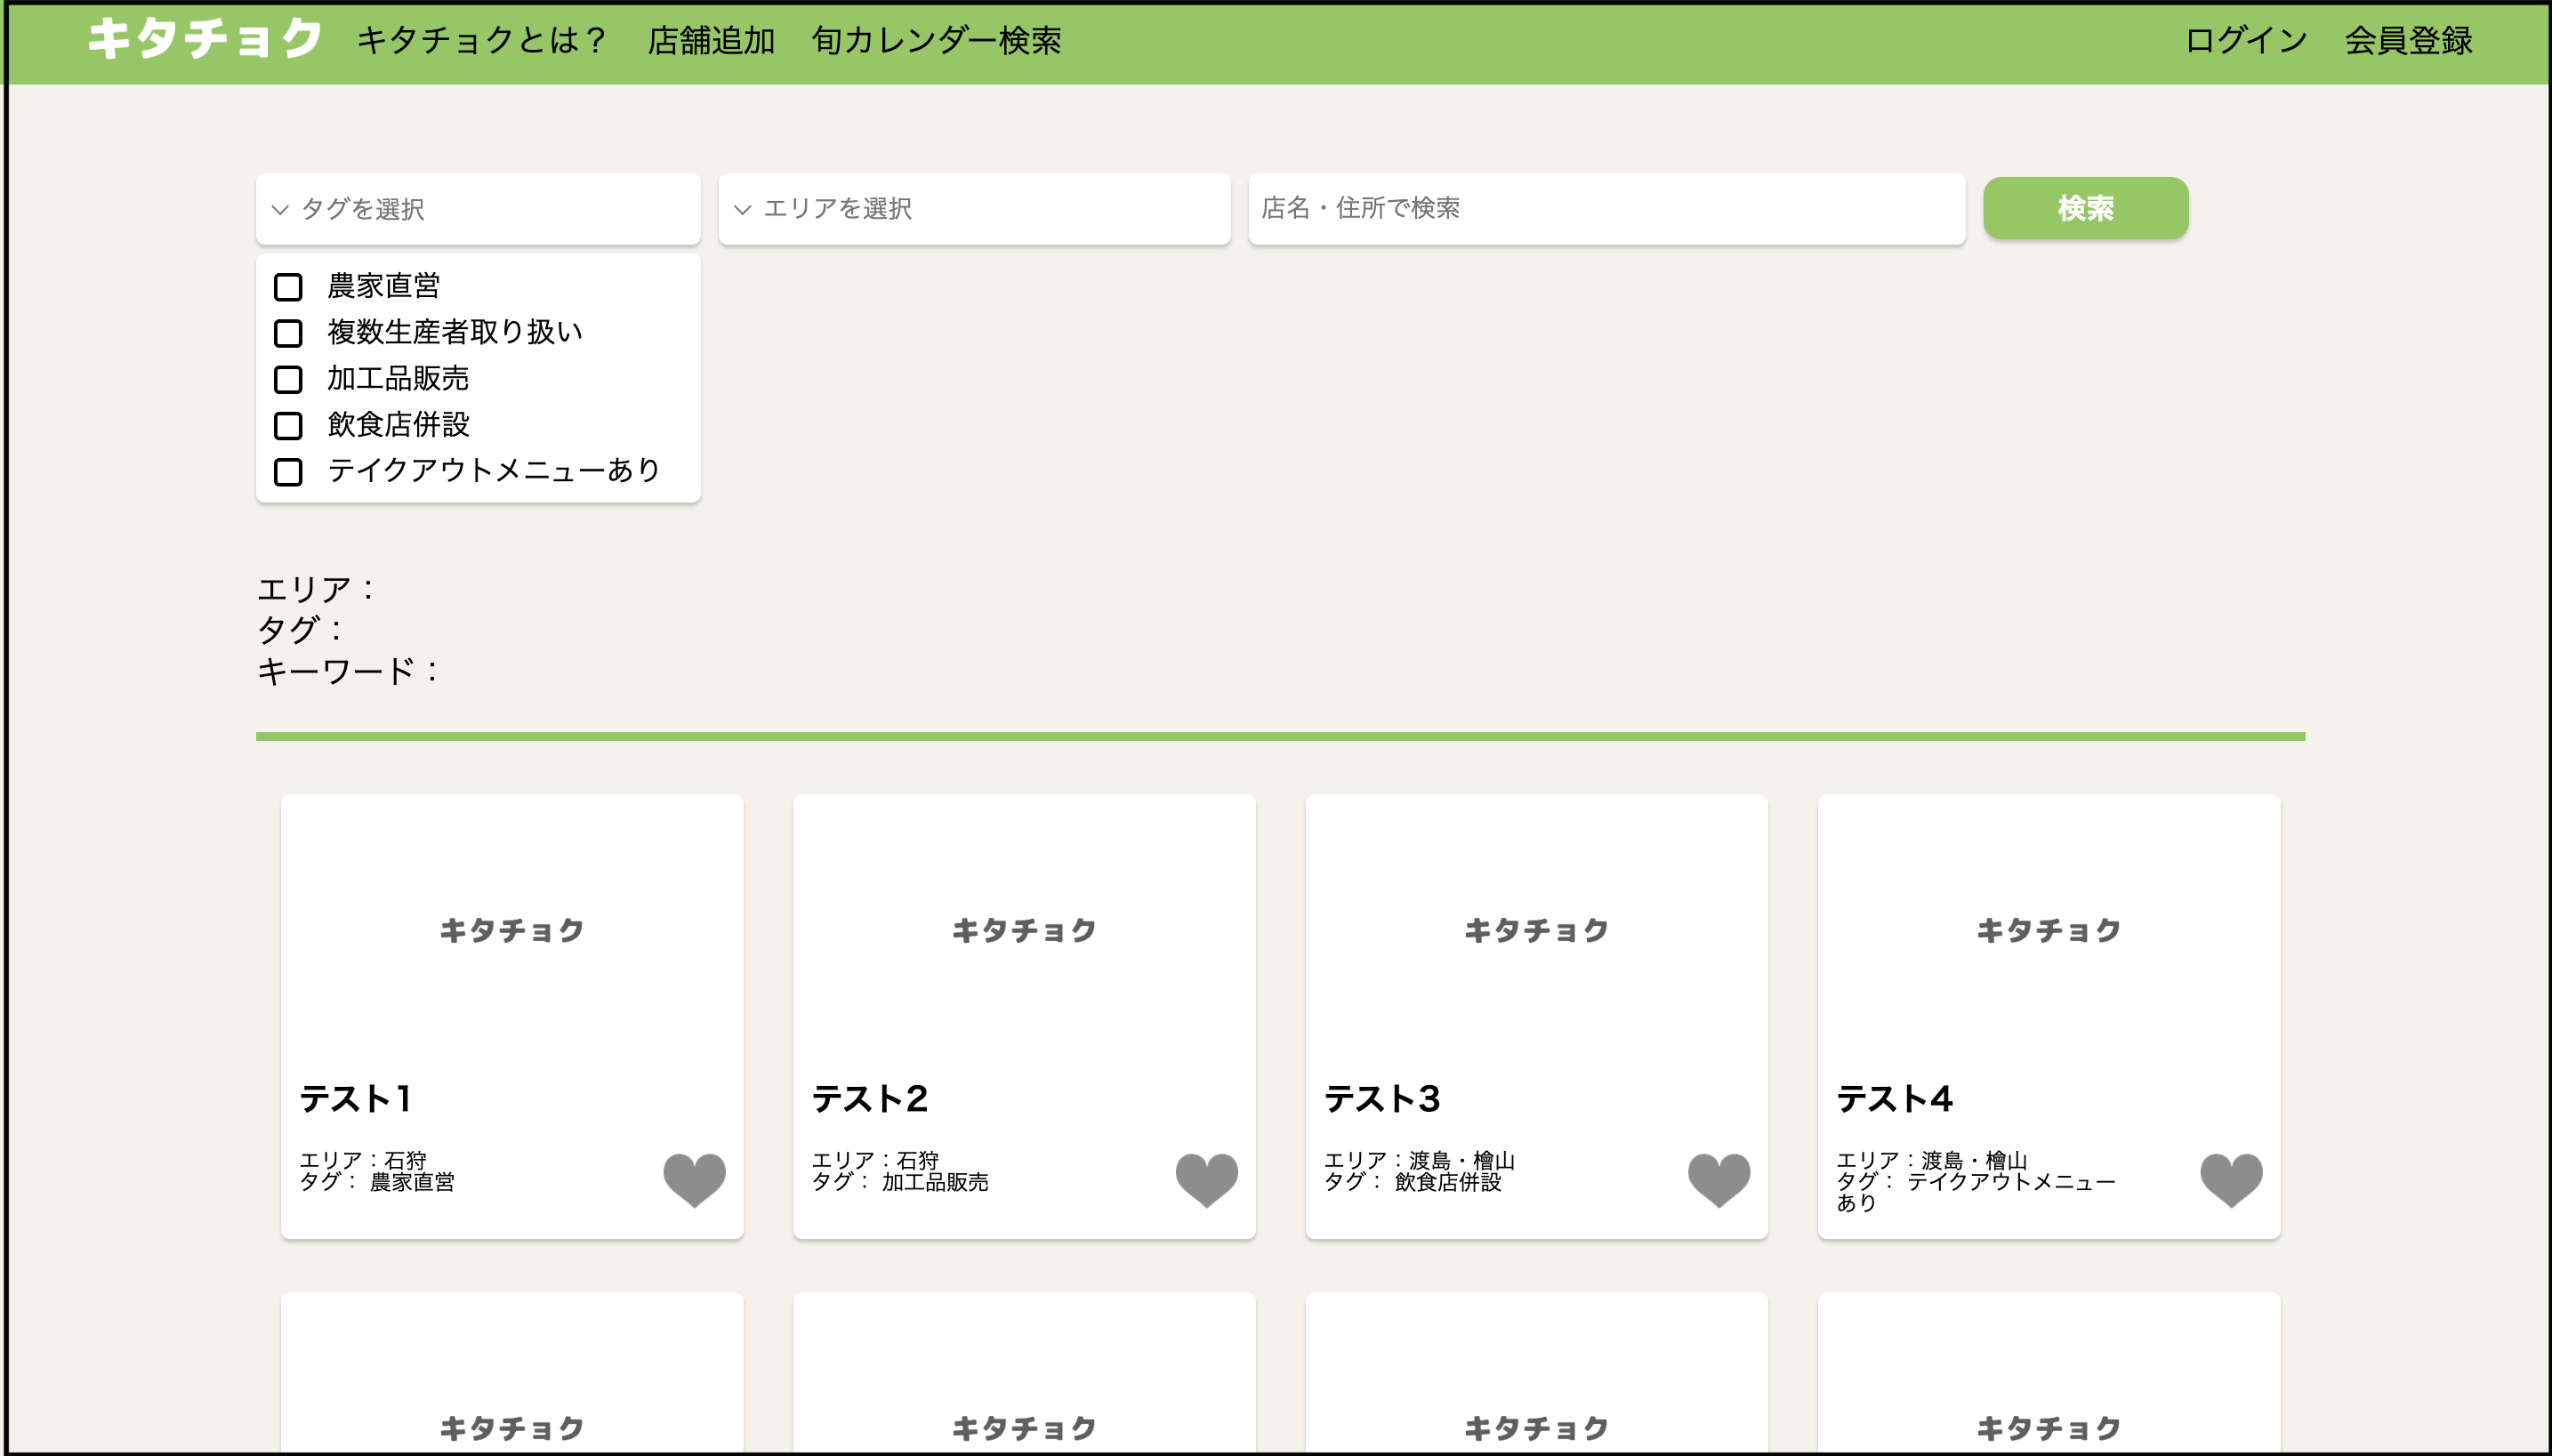 キタチョク キタチョクとは？ 店舗追加 旬カレンダー検索 ログイン 会員登録
タグを選択 エリアを選択 店名・住所で検索 検索
農家直営
複数生産者取り扱い
加工品販売
飲食店併設
テイクアウトメニューあり
エリア：
タグ：
キーワード：
キタチョク キタチョク キタチョク キタチョク
テスト1 テスト2 テスト3 テスト4
エリア：石狩 エリア：石狩 エリア：渡島・檜山 エリア：渡島・檜山
タグ： 農家直営 タグ： 加工品販売 タグ： 飲食店併設 タグ： テイクアウトメニュー
あり
キタチョク キタチョク キタチョク キタチョク